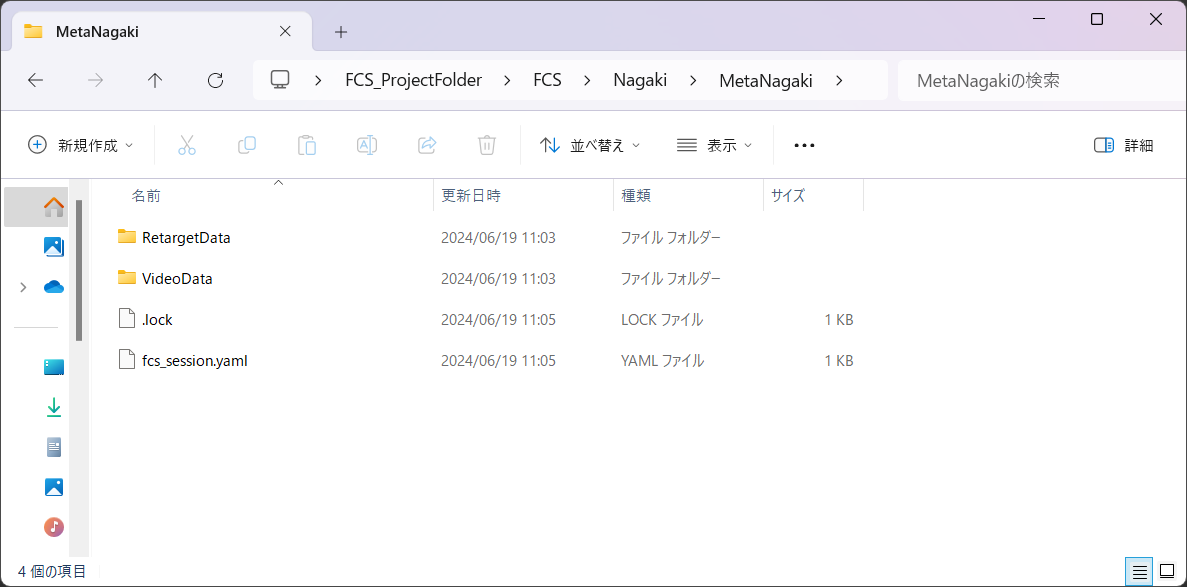 MetaNagaki
FCS_ProjectFolder > FCS > Nagaki > MetaNagaki >
MetaNagakiの検索
新規作成
並べ替え
表示
詳細
名前 更新日時 種類 サイズ
RetargetData 2024/06/19 11:03 ファイル フォルダー
VideoData 2024/06/19 11:03 ファイル フォルダー
.lock 2024/06/19 11:05 LOCK ファイル 1 KB
fcs_session.yaml 2024/06/19 11:05 YAML ファイル 1 KB
4 個の項目